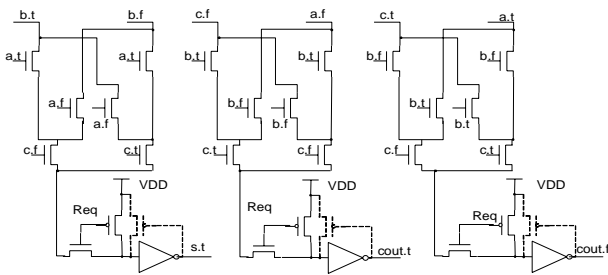 b.t b.f c.f a.f c.t a.t
a.t a.t b.t b.t b.f b.f
a.f a.f b.f b.f b.t b.t
c.f c.t c.t c.f c.f c.t
VDD VDD VDD
Req Req Req
s.t cout.t cout.f